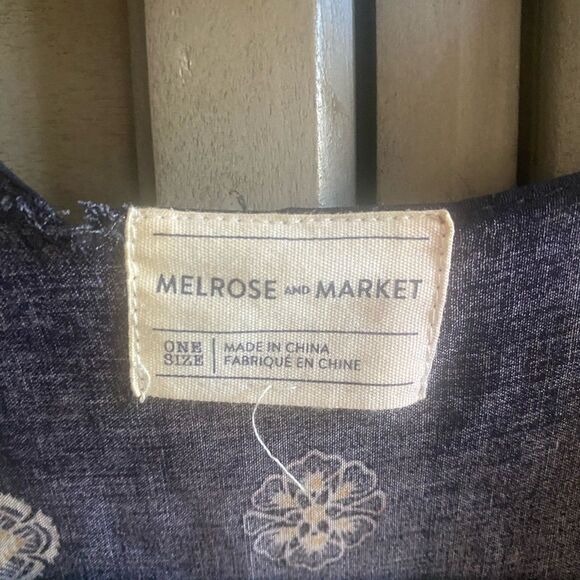 MELROSE AND MARKET
ONE SIZE
MADE IN CHINA
FABRIQUÉ EN CHINE